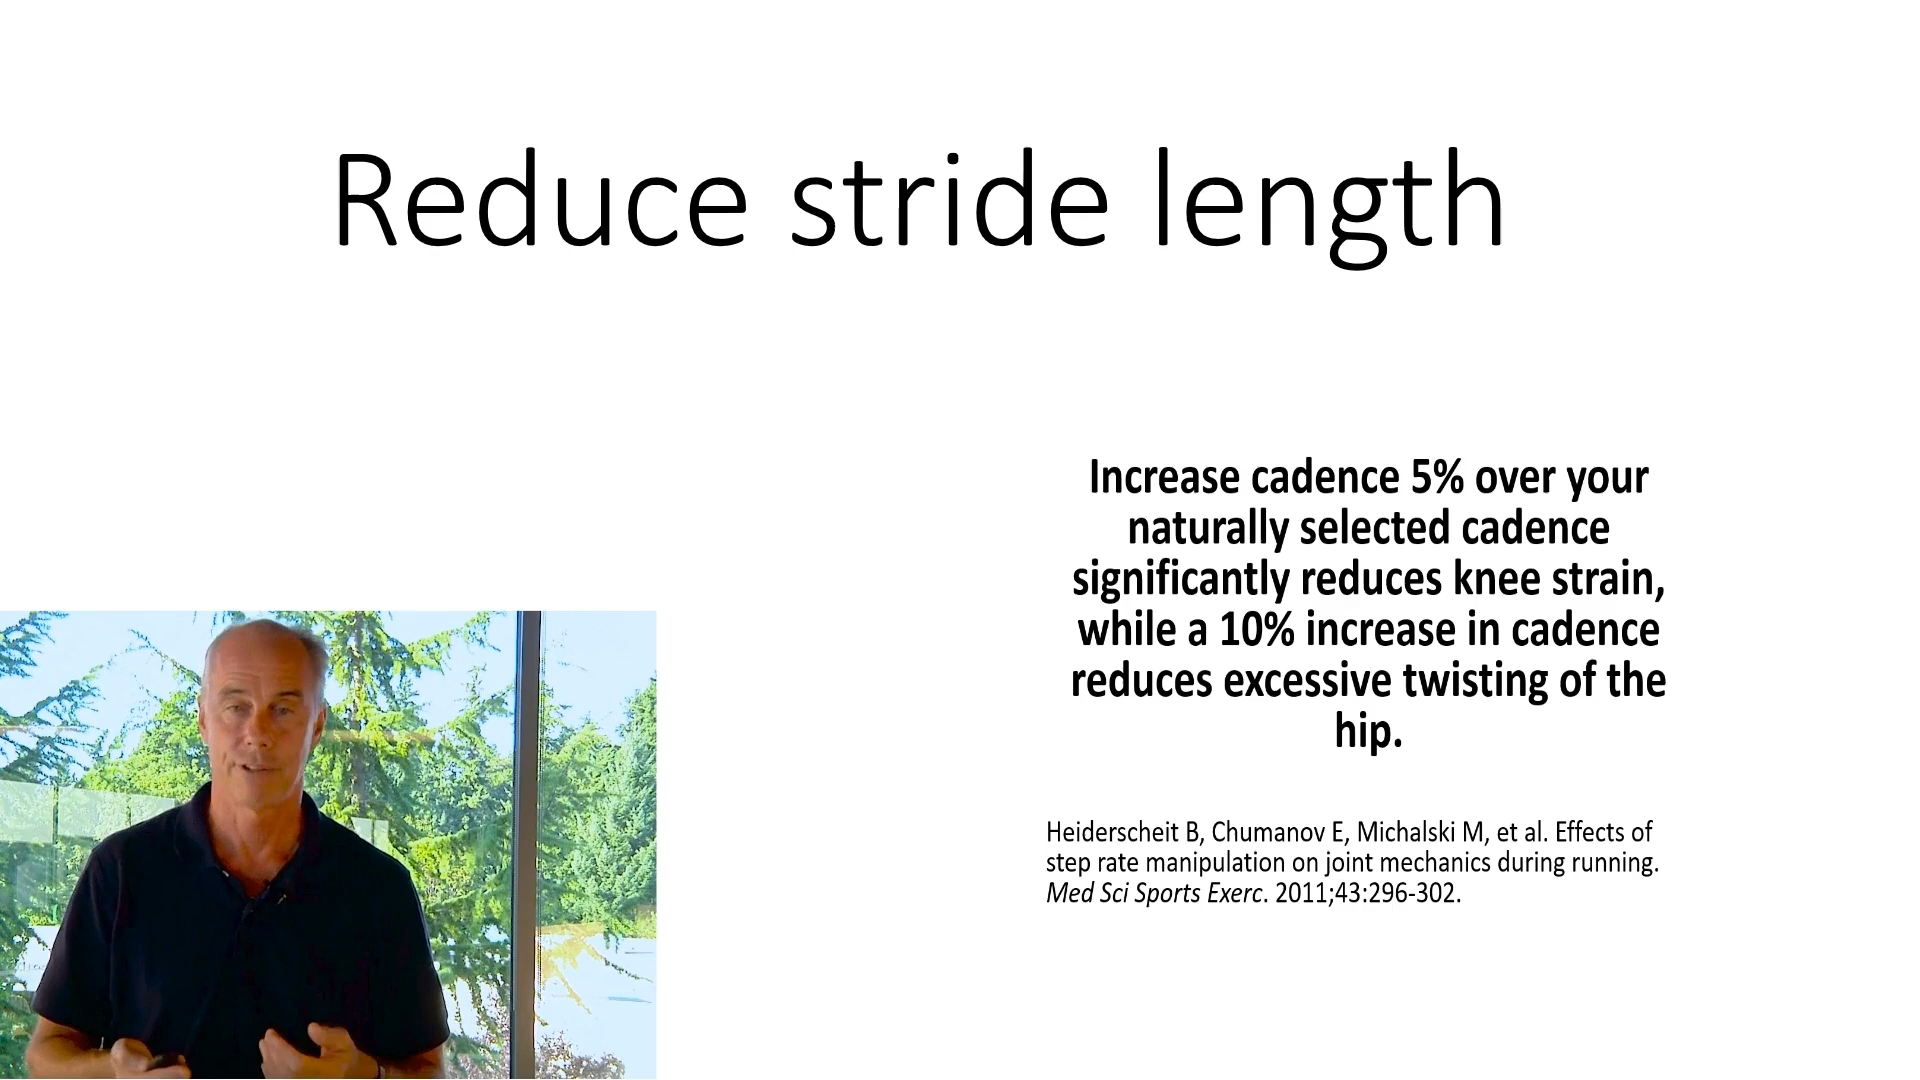 Reduce stride length
Increase cadence 5% over your
naturally selected cadence
significantly reduces knee strain,
while a 10% increase in cadence
reduces excessive twisting of the
hip.
Heiderscheit B, Chumanov E, Michalski M, et al. Effects of
step rate manipulation on joint mechanics during running.
Med Sci Sports Exerc. 2011;43:296-302.